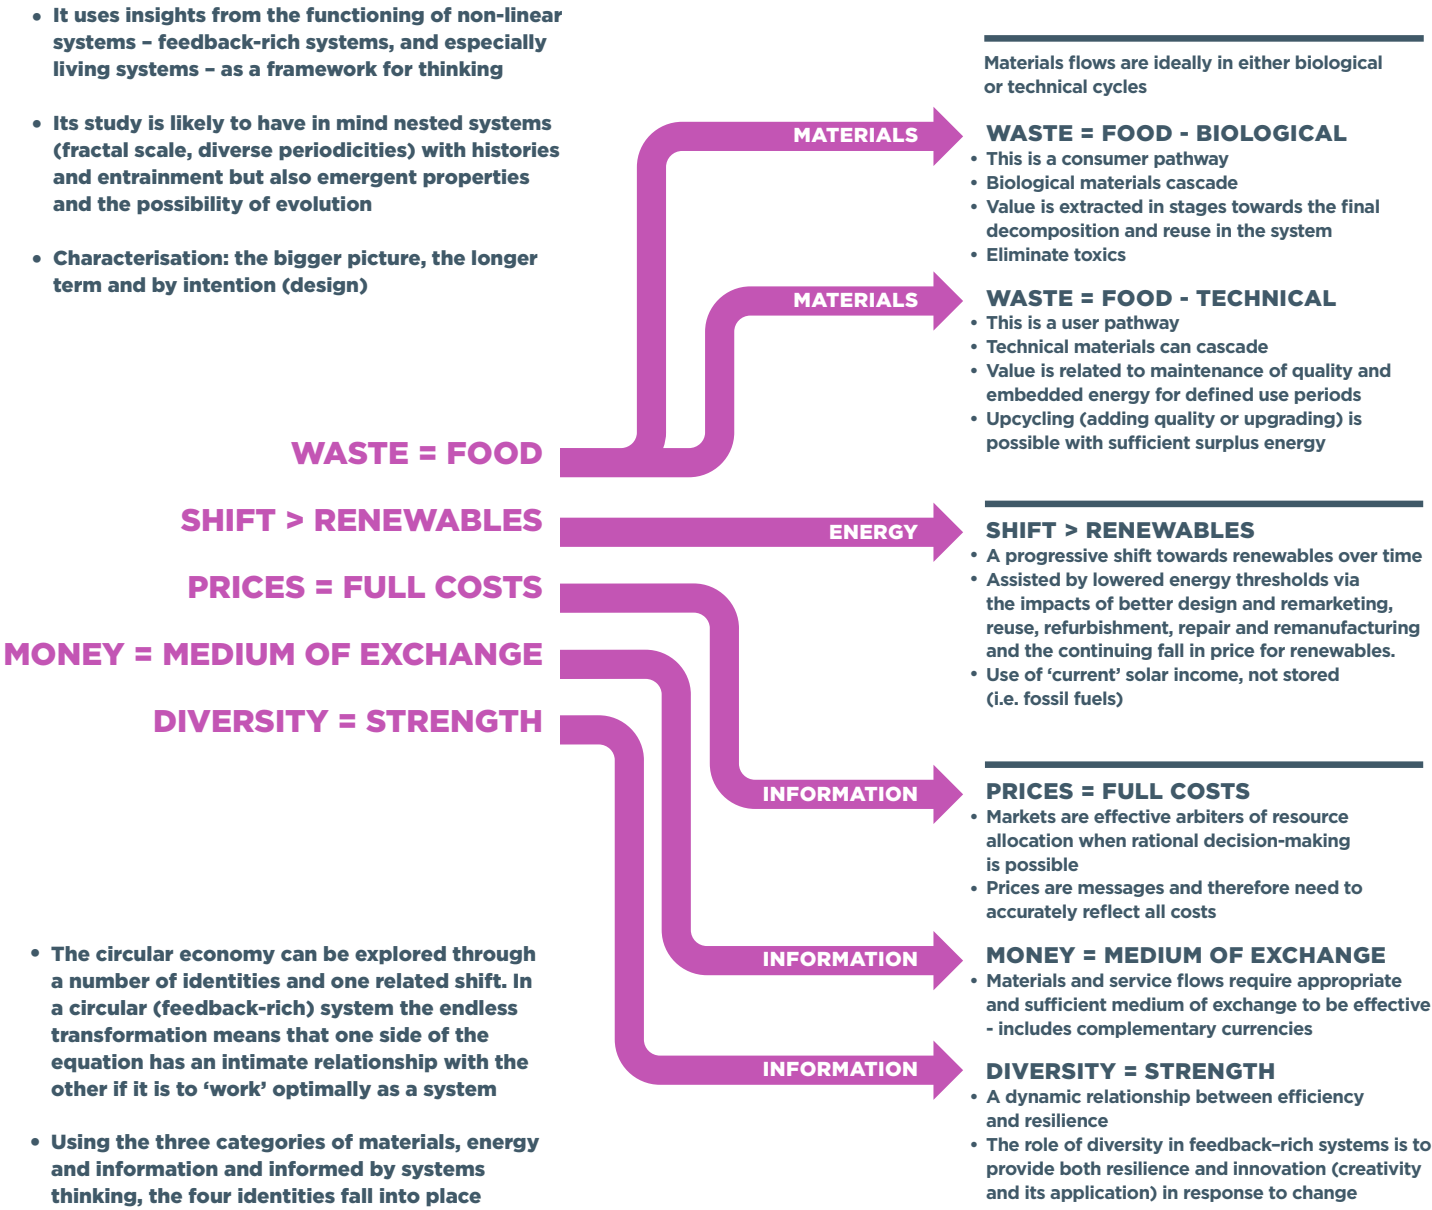 • It uses insights from the functioning of non-linear
systems – feedback-rich systems, and especially
living systems – as a framework for thinking
• Its study is likely to have in mind nested systems
(fractal scale, diverse periodicities) with histories
and entrainment but also emergent properties
and the possibility of evolution
• Characterisation: the bigger picture, the longer
term and by intention (design)
WASTE = FOOD
SHIFT > RENEWABLES
PRICES = FULL COSTS
MONEY = MEDIUM OF EXCHANGE
DIVERSITY = STRENGTH
• The circular economy can be explored through
a number of identities and one related shift. In
a circular (feedback-rich) system the endless
transformation means that one side of the
equation has an intimate relationship with the
other if it is to ‘work’ optimally as a system
• Using the three categories of materials, energy
and information and informed by systems
thinking, the four identities fall into place
MATERIALS
MATERIALS
ENERGY
INFORMATION
INFORMATION
INFORMATION
Materials flows are ideally in either biological
or technical cycles
WASTE = FOOD - BIOLOGICAL
• This is a consumer pathway
• Biological materials cascade
• Value is extracted in stages towards the final
decomposition and reuse in the system
• Eliminate toxics
WASTE = FOOD - TECHNICAL
• This is a user pathway
• Technical materials can cascade
• Value is related to maintenance of quality and
embedded energy for defined use periods
• Upcycling (adding quality or upgrading) is
possible with sufficient surplus energy
SHIFT > RENEWABLES
• A progressive shift towards renewables over time
• Assisted by lowered energy thresholds via
the impacts of better design and remarketing,
reuse, refurbishment, repair and remanufacturing
and the continuing fall in price for renewables.
• Use of ‘current’ solar income, not stored
(i.e. fossil fuels)
PRICES = FULL COSTS
• Markets are effective arbiters of resource
allocation when rational decision-making
is possible
• Prices are messages and therefore need to
accurately reflect all costs
MONEY = MEDIUM OF EXCHANGE
• Materials and service flows require appropriate
and sufficient medium of exchange to be effective
- includes complementary currencies
DIVERSITY = STRENGTH
• A dynamic relationship between efficiency
and resilience
• The role of diversity in feedback–rich systems is to
provide both resilience and innovation (creativity
and its application) in response to change